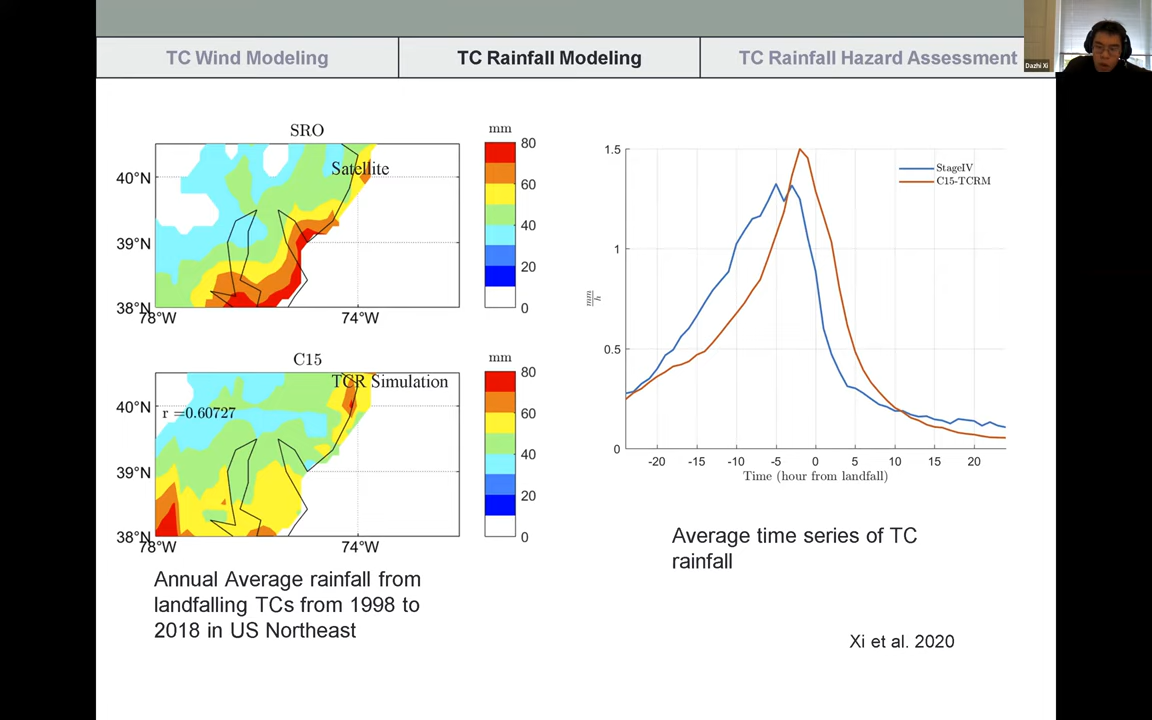 TC Wind Modeling
TC Rainfall Modeling
TC Rainfall Hazard Assessment
Dazhi Xi
SRO
mm
Satellite
40°N
39°N
38°N
78°W
74°W
80
60
40
20
0
C15
mm
TCR Simulation
r =0.60727
40°N
39°N
38°N
78°W
74°W
80
60
40
20
0
Annual Average rainfall from
landfalling TCs from 1998 to
2018 in US Northeast
1.5
1
0.5
0
mm
h
StageIV
C15-TCRM
-20
-15
-10
-5
0
5
10
15
20
Time (hour from landfall)
Average time series of TC
rainfall
Xi et al. 2020